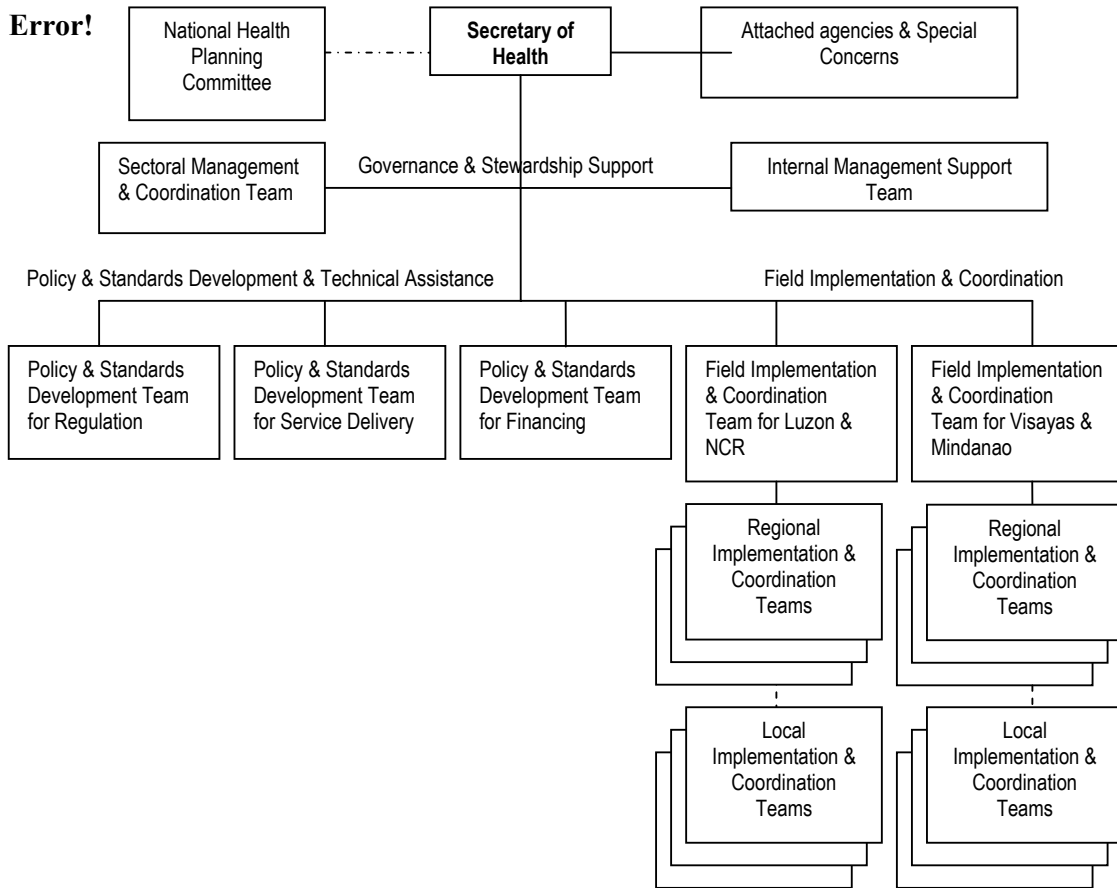 Error!
National Health
Planning
Committee
Secretary of
Health
Attached agencies & Special
Concerns
Sectoral Management
& Coordination Team
Governance & Stewardship Support
Internal Management Support
Team
Policy & Standards Development & Technical Assistance
Field Implementation & Coordination
Policy & Standards
Development Team
for Regulation
Policy & Standards
Development Team
for Service Delivery
Policy & Standards
Development Team
for Financing
Field Implementation
& Coordination
Team for Luzon &
NCR
Field Implementation
& Coordination
Team for Visayas &
Mindanao
Regional
Implementation &
Coordination
Teams
Regional
Implementation &
Coordination
Teams
Local
Implementation &
Coordination
Teams
Local
Implementation &
Coordination
Teams